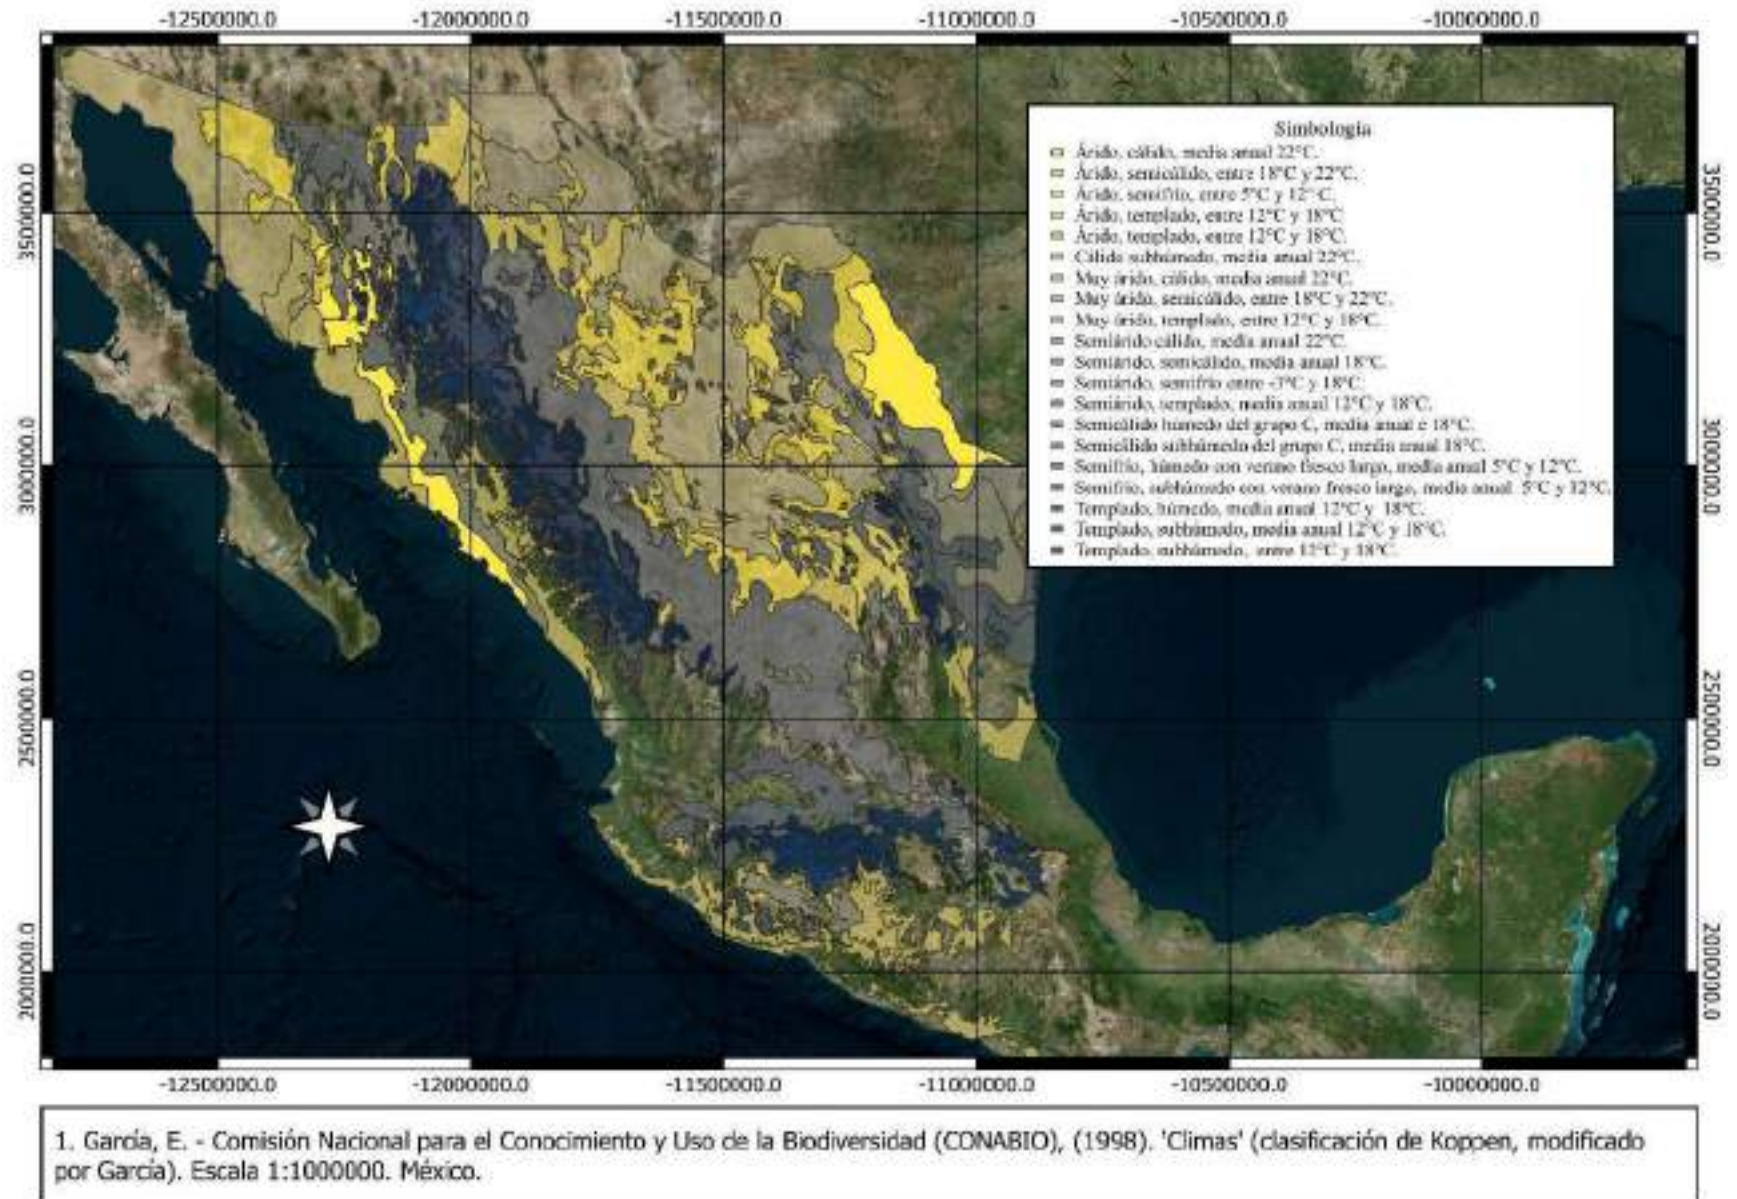 -12500000.0 -12000000.0 -11500000.0 -11000000.0 -10500000.0 -10000000.0
Simbología
Árido, cálido, media anual 22°C.
Árido, semicálido, entre 18°C y 22°C.
Árido, semifrío, entre 5°C y 12°C.
Árido, templado, entre 12°C y 18°C
Árido, templado, entre 12°C y 18°C.
Cálido subhúmedo, media anual 22°C.
Muy árido, cálido, media anual 22°C.
Muy árido, semicálido, entre 18°C y 22°C.
Muy árido, templado, entre 12°C y 18°C.
Semiárido cálido, media anual 22°C.
Semiárido, semicálido, media anual 18°C.
Semiárido, semifrío entre -3°C y 18°C.
Semiárido, templado, media anual 12°C y 18°C.
Semicálido húmedo del grupo C, media anual e 18°C.
Semicálido subhúmedo del grupo C, media anual 18°C.
Semifrío, húmedo con verano fresco largo, media anual 5°C y 12°C.
Semifrío, subhúmedo con verano fresco largo, media anual 5°C y 12°C.
Templado, húmedo, media anual 12°C y 18°C.
Templado, subhúmedo, media anual 12°C y 18°C.
Templado, subhúmedo, entre 12°C y 18°C.
3500000.0 3500000.0
3000000.0 3000000.0
2500000.0 2500000.0
2000000.0 2000000.0
-12500000.0 -12000000.0 -11500000.0 -11000000.0 -10500000.0 -10000000.0
1. García, E. - Comisión Nacional para el Conocimiento y Uso de la Biodiversidad (CONABIO), (1998). 'Climas' (clasificación de Koppen, modificado
por García). Escala 1:1000000. México.